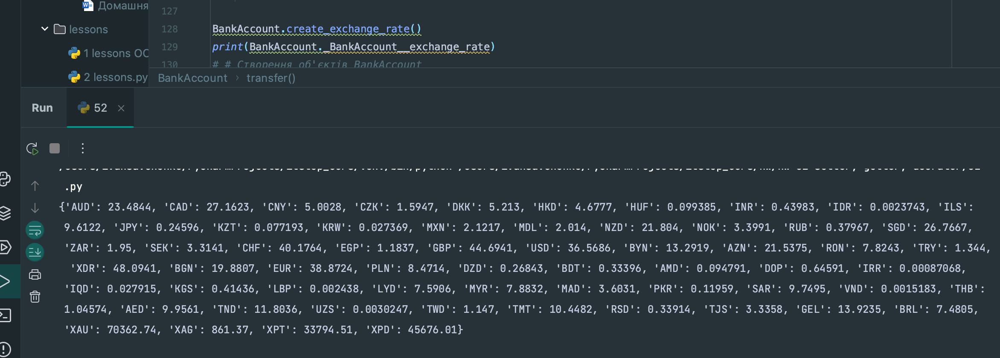 Домашня
127
lessons
128 BankAccount.create_exchange_rate()
129 print(BankAccount._BankAccount__exchange_rate)
1 lessons
130 # # Створення об'єктів BankAccount
2 lessons.py
BankAccount › transfer()
Run 52
.py
{'AUD': 23.4844, 'CAD': 27.1623, 'CNY': 5.0028, 'CZK': 1.5947, 'DKK': 5.213, 'HKD': 4.6777, 'HUF': 0.099385, 'INR': 0.43983, 'IDR': 0.0023743, 'ILS':
9.6122, 'JPY': 0.24596, 'KZT': 0.077193, 'KRW': 0.027369, 'MXN': 2.1217, 'MDL': 2.014, 'NZD': 21.804, 'NOK': 3.3991, 'RUB': 0.37967, 'SGD': 26.7667,
'ZAR': 1.95, 'SEK': 3.3141, 'CHF': 40.1764, 'EGP': 1.1837, 'GBP': 44.6941, 'USD': 36.5686, 'BYN': 13.2919, 'AZN': 21.5375, 'RON': 7.8243, 'TRY': 1.344,
'XDR': 48.0941, 'BGN': 19.8807, 'EUR': 38.8724, 'PLN': 8.4714, 'DZD': 0.26843, 'BDT': 0.33396, 'AMD': 0.094791, 'DOP': 0.64591, 'IRR': 0.00087068,
'IQD': 0.027915, 'KGS': 0.41436, 'LBP': 0.002438, 'LYD': 7.5906, 'MYR': 7.8832, 'MAD': 3.6031, 'PKR': 0.11959, 'SAR': 9.7495, 'VND': 0.0015183, 'THB':
1.04574, 'AED': 9.9561, 'TND': 11.8036, 'UZS': 0.0030247, 'TWD': 1.147, 'TMT': 10.4482, 'RSD': 0.33914, 'TJS': 3.3358, 'GEL': 13.9235, 'BRL': 7.4805,
'XAU': 70362.74, 'XAG': 861.37, 'XPT': 33794.51, 'XPD': 45676.01}